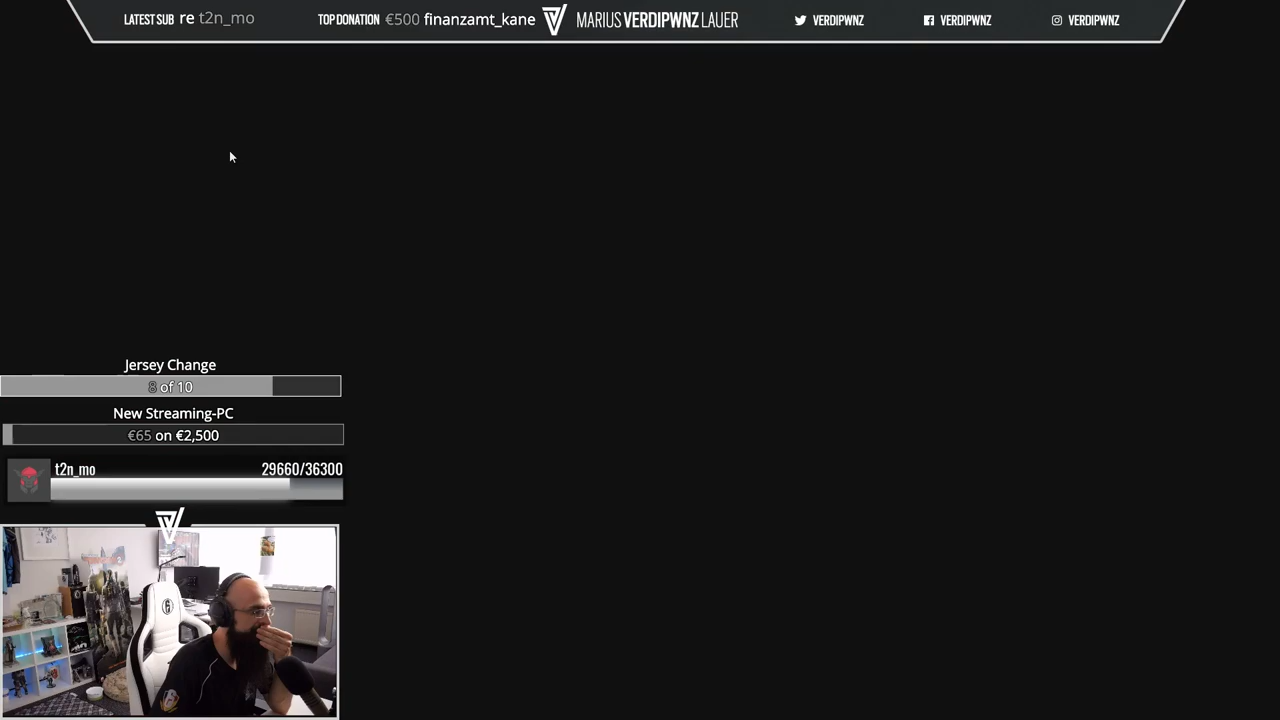 LATEST SUB re t2n_mo TOP DONATION €500 finanzamt_kane MARIUS VERDIPWNZ LAUER VERDIPWNZ VERDIPWNZ VERDIPWNZ
Jersey Change
8 of 10
New Streaming-PC
€65 on €2,500
t2n_mo 29660/36300